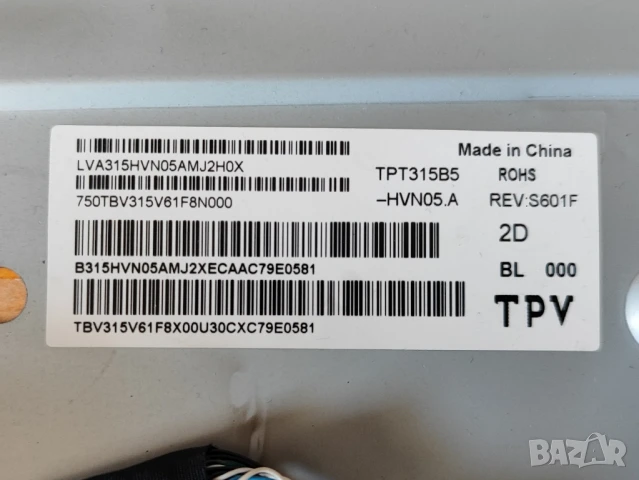 Made in China
LVA315HVN05AMJ2H0X
TPT315B5
ROHS
750TBV315V61F8N000
-HVN05.A
REV:S601F
2D
B315HVN05AMJ2XECAAC79E0581
BL 000
TPV
TBV315V61F8X00U30CXC79E0581
BAZAR
bg